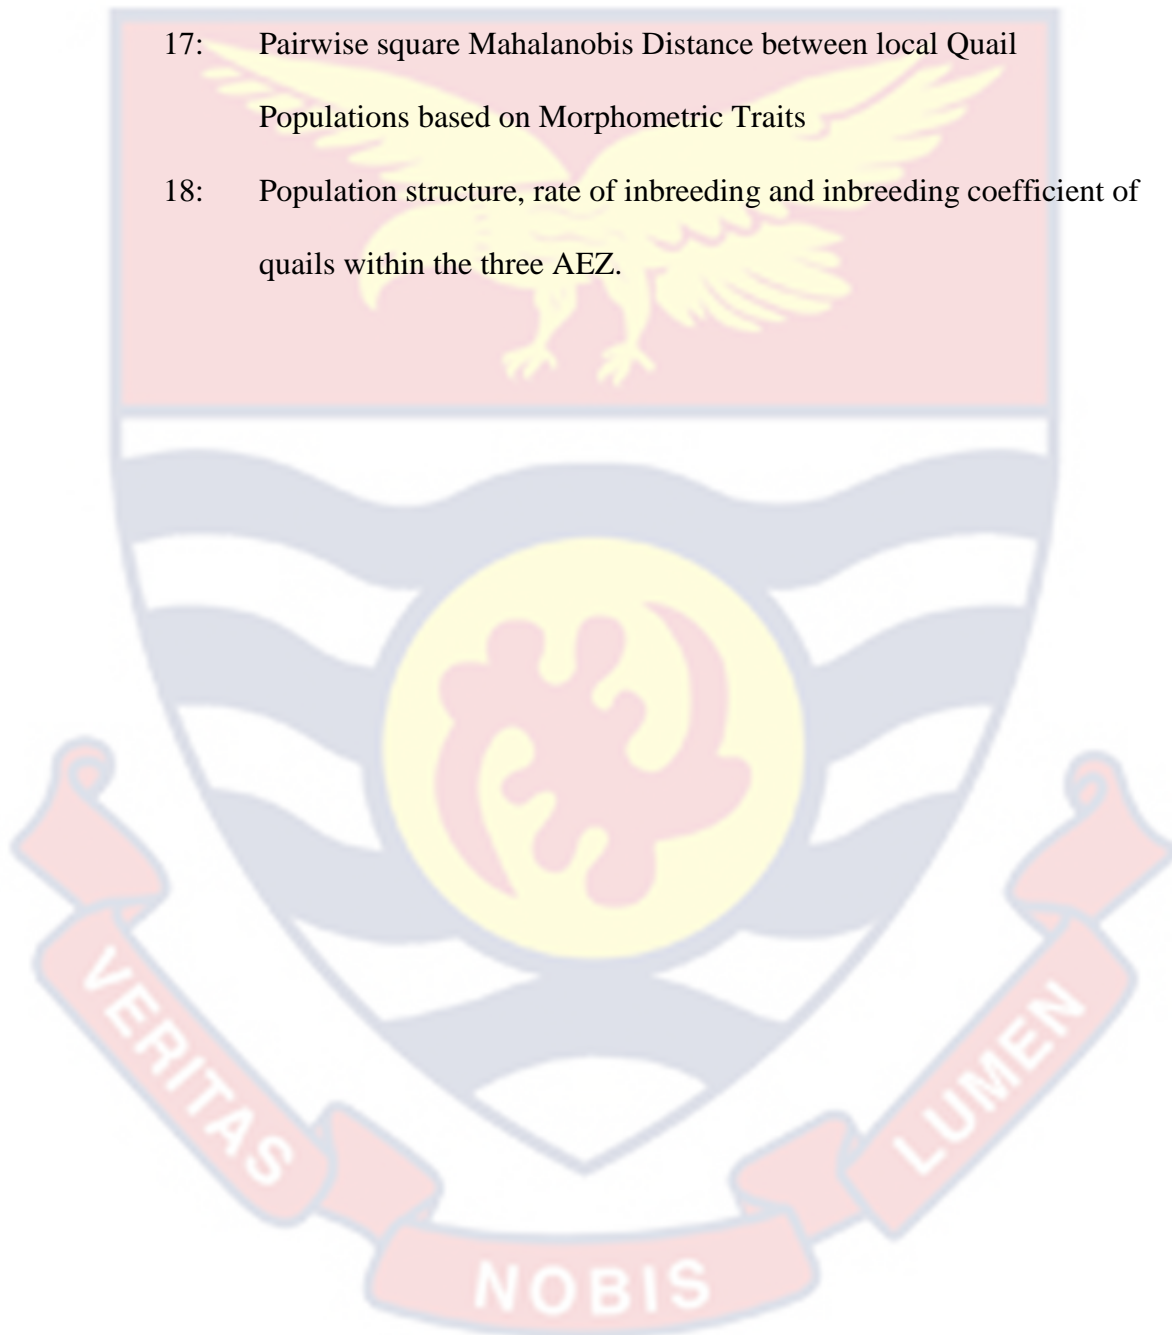 17: Pairwise square Mahalanobis Distance between local Quail
Populations based on Morphometric Traits
18: Population structure, rate of inbreeding and inbreeding coefficient of
quails within the three AEZ.
VERITAS
NOBIS
LUMEN